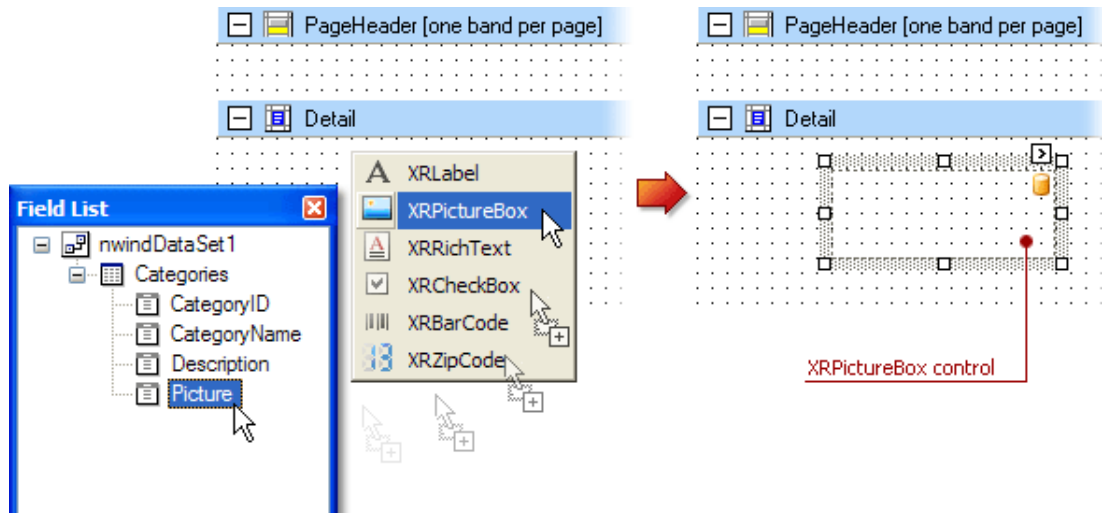 PageHeader [one band per page]
Detail
XRLabel
XRPictureBox
XRRichText
XRCheckBox
XRBarCode
XRZipCode
Field List
nwindDataSet1
Categories
CategoryID
CategoryName
Description
Picture
PageHeader [one band per page]
Detail
XRPictureBox control